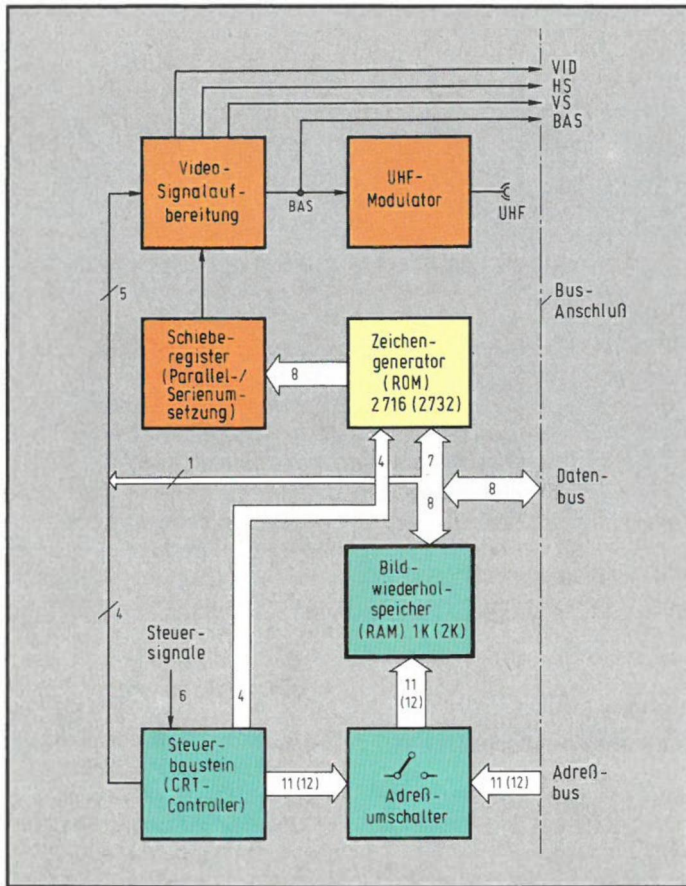 VID
HS
VS
BAS
Video-
Signalauf-
bereitung
BAS
UHF-
Modulator
UHF
5
Bus-
Anschluß
Schiebe-
register
(Parallel-/
Serienum-
setzung)
8
Zeichen-
generator
(ROM)
2716 (2732)
1
4
7
8
8
Daten-
bus
Bild-
wiederhol-
speicher
(RAM) 1K (2K)
4
Steuer-
signale
6
4
11
(12)
Steuer-
baustein
(CRT-
Controller)
11 (12)
Adreß-
umschalter
11 (12)
Adreß-
bus